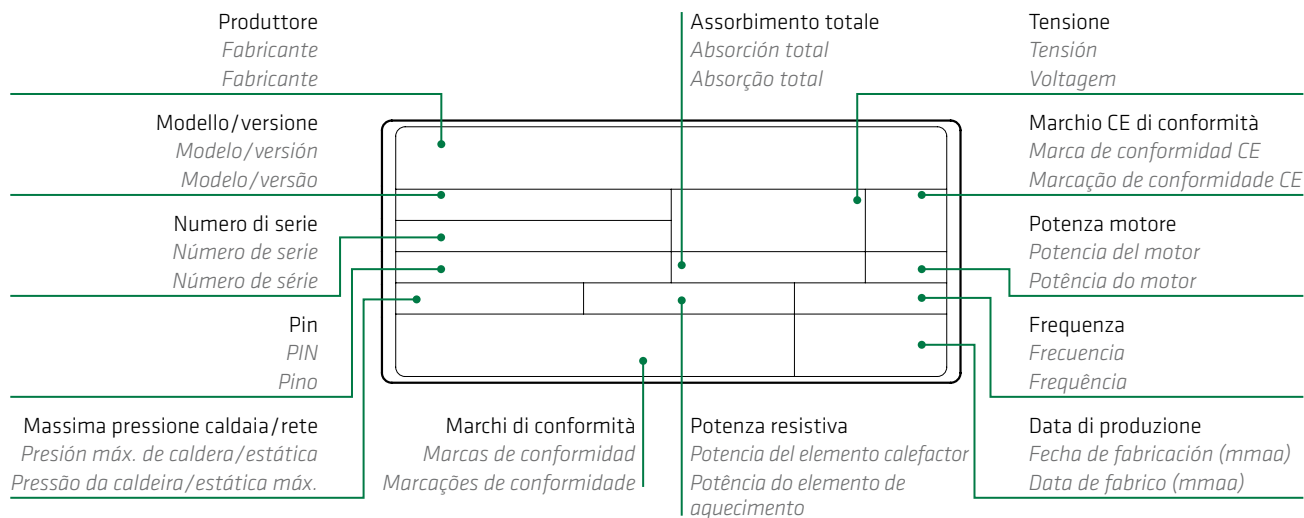 Produttore
Fabricante
Fabricante
Modello/versione
Modelo/versión
Modelo/versão
Numero di serie
Número de serie
Número de série
Pin
PIN
Pino
Massima pressione caldaia/rete
Presión máx. de caldera/estática
Pressão da caldeira/estática máx.
Marchi di conformità
Marcas de conformidad
Marcações de conformidade
Assorbimento totale
Absorción total
Absorção total
Potenza resistiva
Potencia del elemento calefactor
Potência do elemento de
aquecimento
Tensione
Tensión
Voltagem
Marchio CE di conformità
Marca de conformidad CE
Marcação de conformidade CE
Potenza motore
Potencia del motor
Potência do motor
Frequenza
Frecuencia
Frequência
Data di produzione
Fecha de fabricación (mmaa)
Data de fabrico (mmaa)